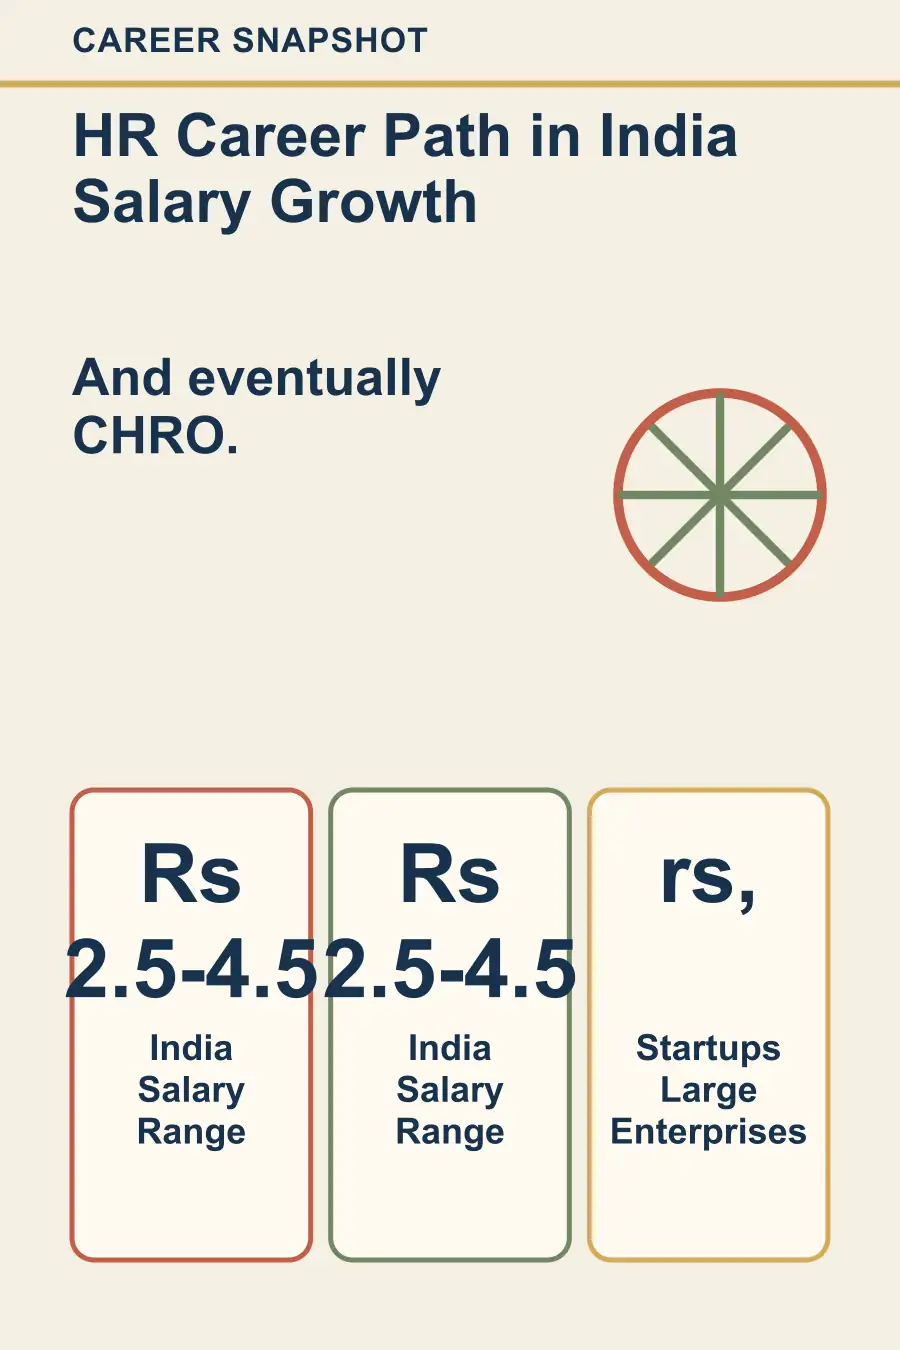 CAREER SNAPSHOT
HR Career Path in India
Salary Growth
And eventually
CHRO.
Rs
2.5-4.5
India
Salary
Range
Rs
2.5-4.5
India
Salary
Range
rs,
Startups
Large
Enterprises